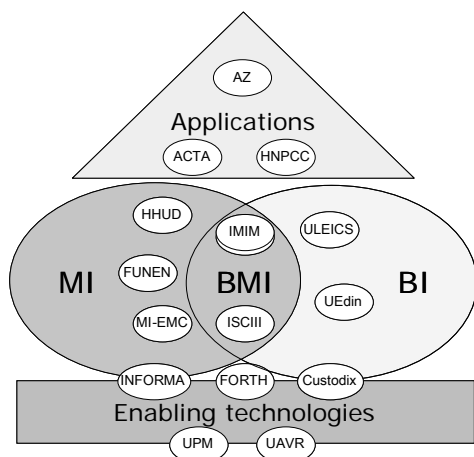 AZ
Applications
ACTA HNPCC
HHUD
IMIM ULEICS
FUNEN
MI BMI BI
UEdin
MI-EMC ISCIII
INFORMA FORTH Custodix
Enabling technologies
UPM UAVR